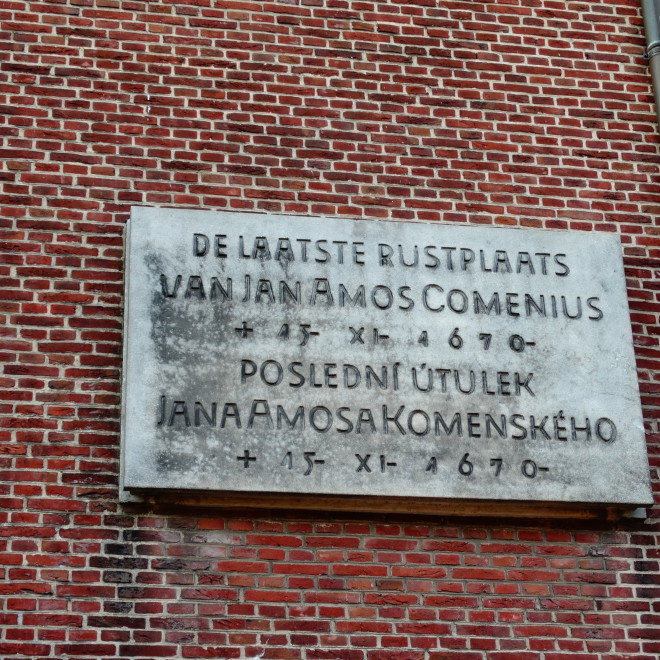 DE LAATSTE RUSTPLAATS
VAN JAN AMOS COMENIUS
+ 15- XI- 1670-
POSLEDNÍ ÚTULEK
JANA AMOSA KOMENSKÉHO
+ 15- XI- 1670-